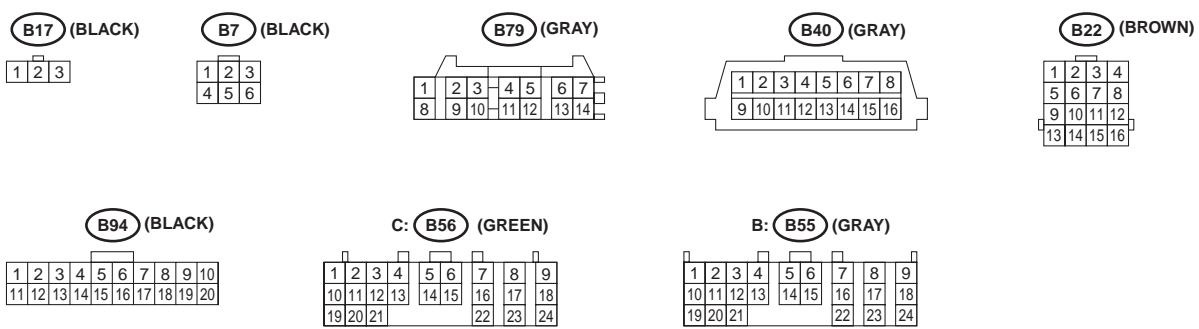 B17 (BLACK) B7 (BLACK) B79 (GRAY) B40 (GRAY) B22 (BROWN)
1 2 3
1 2 3
4 5 6
1 2 3 4 5 6 7
8 9 10 11 12 13 14
1 2 3 4 5 6 7 8
9 10 11 12 13 14 15 16
1 2 3 4
5 6 7 8
9 10 11 12
13 14 15 16
B94 (BLACK) C: B56 (GREEN) B: B55 (GRAY)
1 2 3 4 5 6 7 8 9 10
11 12 13 14 15 16 17 18 19 20
1 2 3 4 5 6 7 8 9
10 11 12 13 14 15 16 17 18
19 20 21 22 23 24
1 2 3 4 5 6 7 8 9
10 11 12 13 14 15 16 17 18
19 20 21 22 23 24